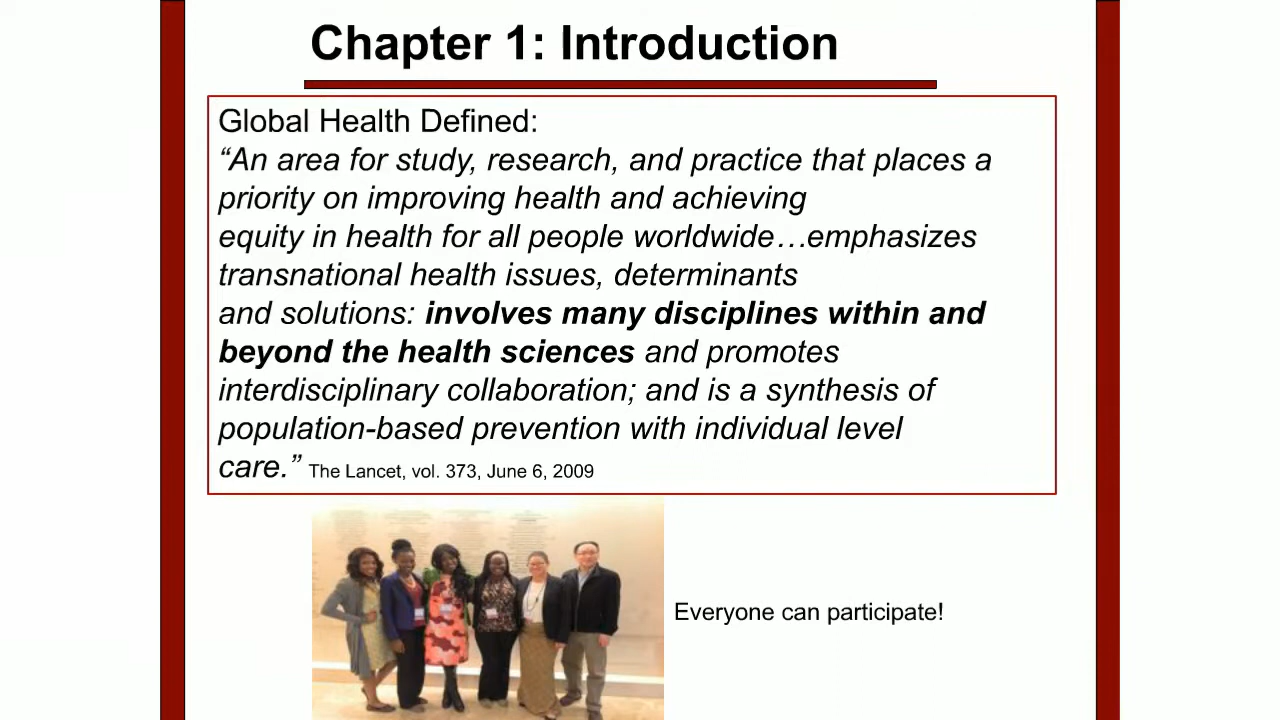 Chapter 1: Introduction
Global Health Defined:
“An area for study, research, and practice that places a
priority on improving health and achieving
equity in health for all people worldwide…emphasizes
transnational health issues, determinants
and solutions: involves many disciplines within and
beyond the health sciences and promotes
interdisciplinary collaboration; and is a synthesis of
population-based prevention with individual level
care.” The Lancet, vol. 373, June 6, 2009
Everyone can participate!